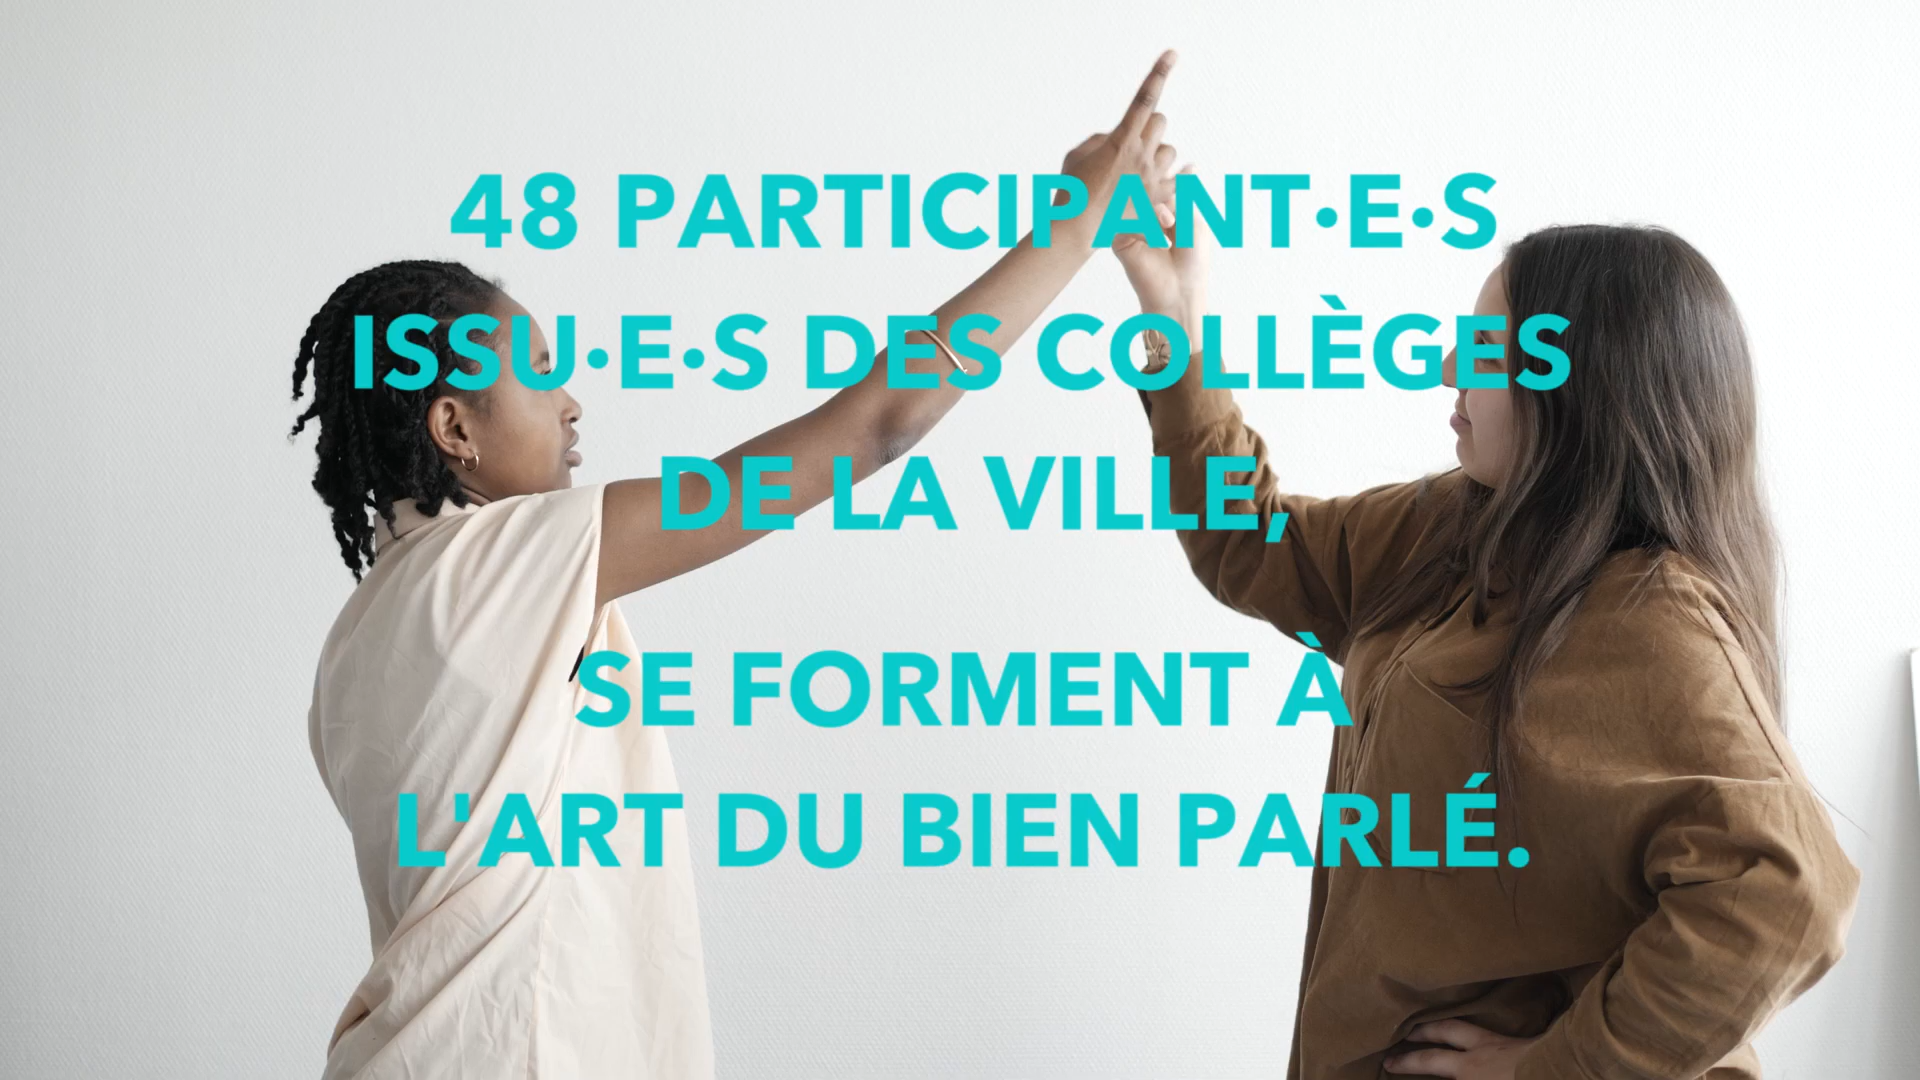 48 PARTICIPANT·E·S
ISSU·E·S DES COLLÈGES
DE LA VILLE,
SE FORMENT À
L'ART DU BIEN PARLÉ.